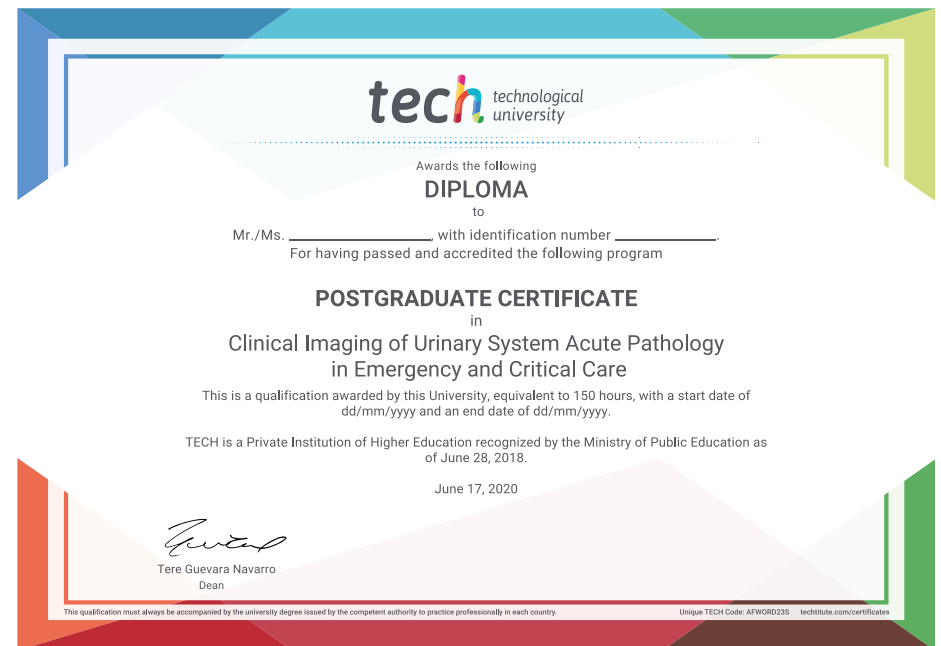 tech technological
university
Awards the following
DIPLOMA
to
Mr./Ms. ____________, with identification number ____________.
For having passed and accredited the following program
POSTGRADUATE CERTIFICATE
in
Clinical Imaging of Urinary System Acute Pathology
in Emergency and Critical Care
This is a qualification awarded by this University, equivalent to 150 hours, with a start date of
dd/mm/yyyy and an end date of dd/mm/yyyy.
TECH is a Private Institution of Higher Education recognized by the Ministry of Public Education as
of June 28, 2018.
June 17, 2020
Tere Guevara Navarro
Dean
This qualification must always be accompanied by the university degree issued by the competent authority to practice professionally in each country.
Unique TECH Code: AFWORD23S techtitute.com/certificates